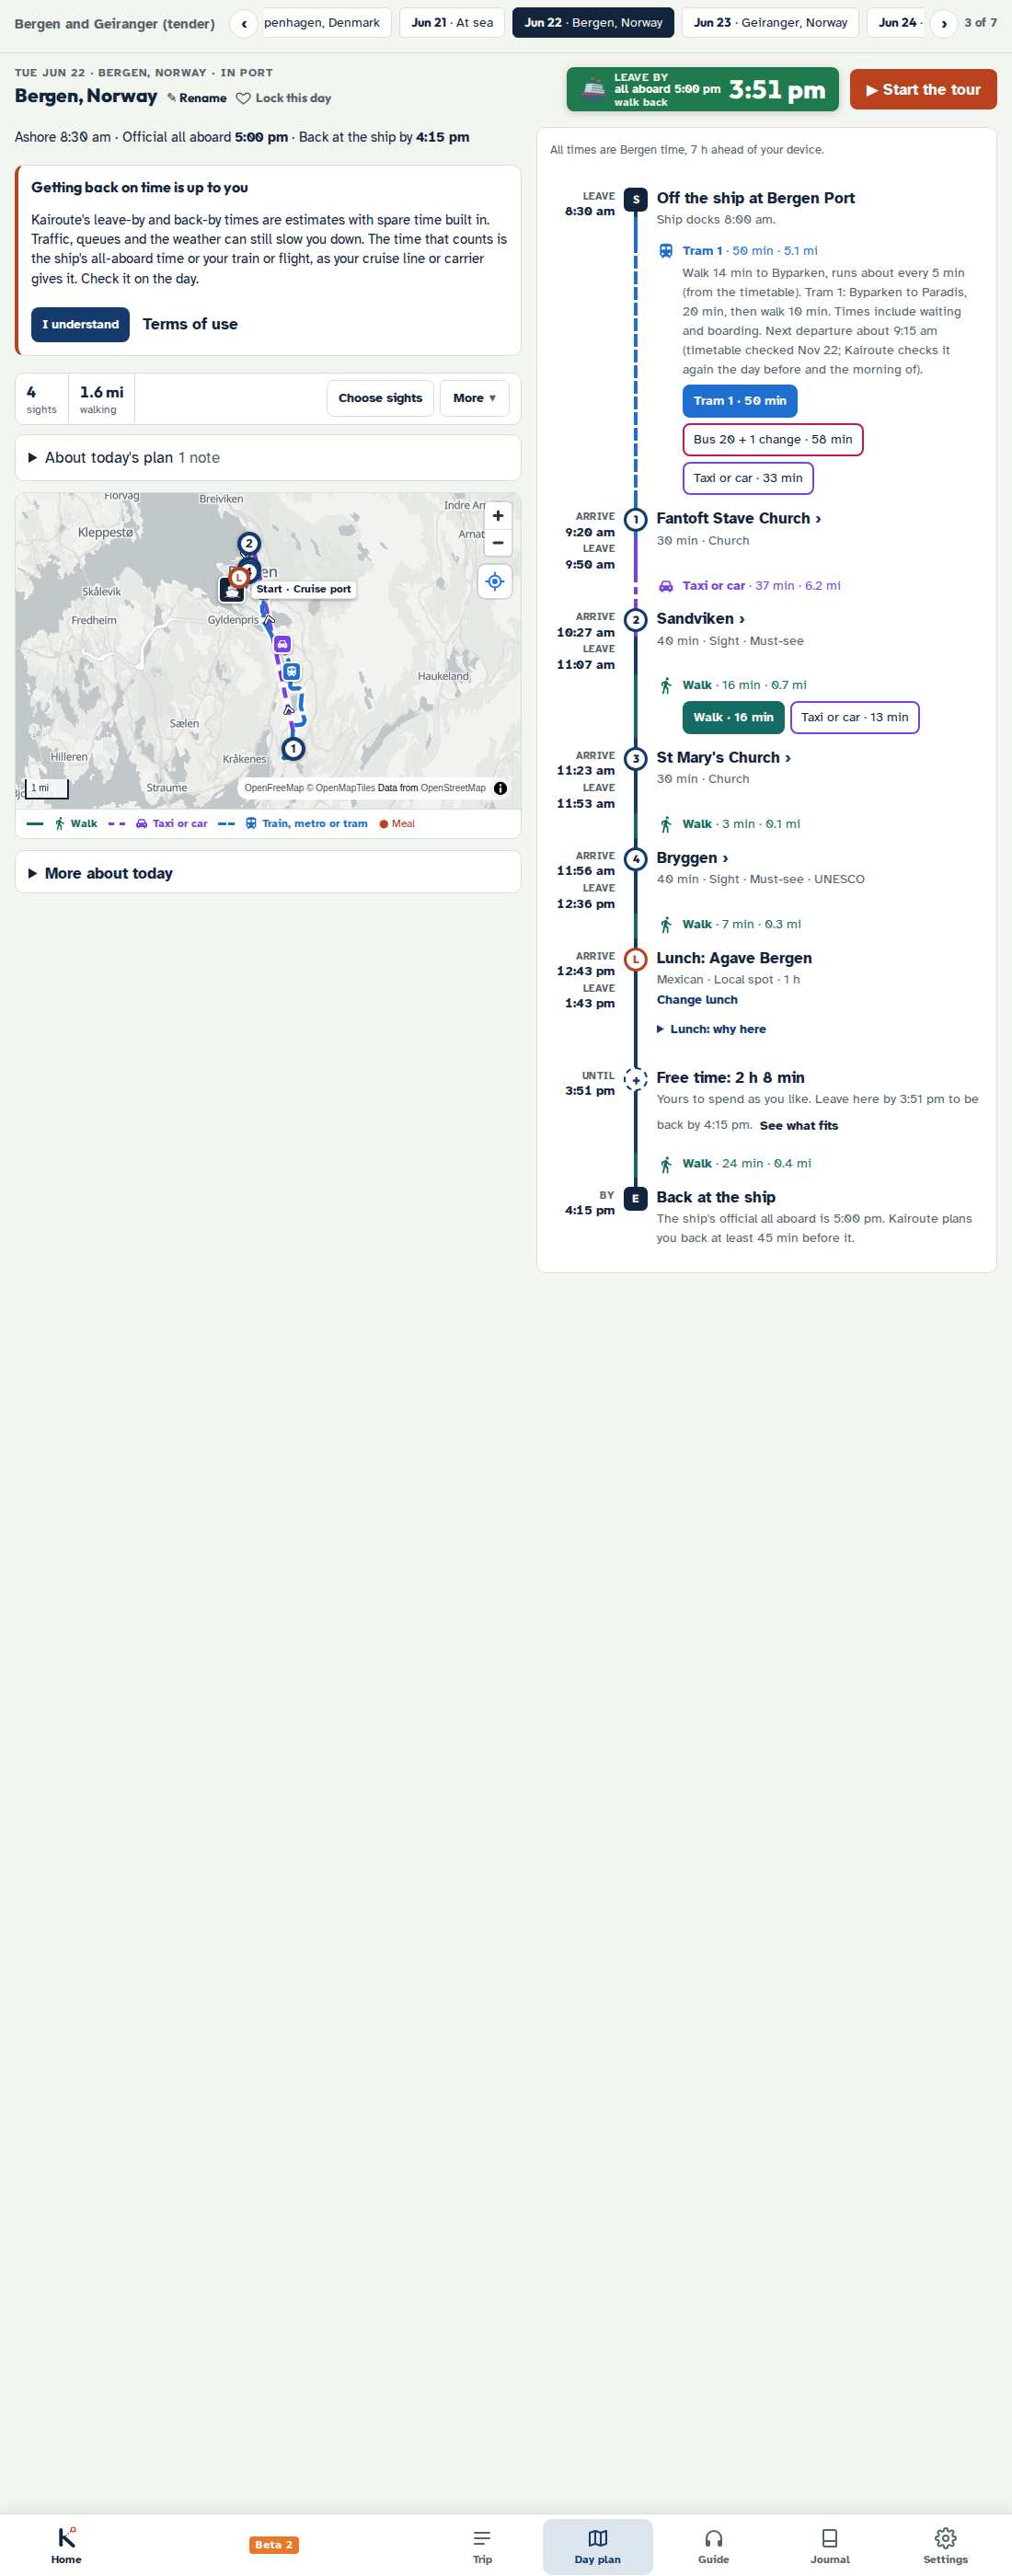 Bergen and Geiranger (tender)
‹
penhagen, Denmark
Jun 21 · At sea
Jun 22 · Bergen, Norway
Jun 23 · Geiranger, Norway
Jun 24 ·
›
3 of 7
TUE JUN 22 · BERGEN, NORWAY · IN PORT
Bergen, Norway ✎ Rename Lock this day
LEAVE BY
all aboard 5:00 pm
walk back
3:51 pm
▶ Start the tour
Ashore 8:30 am · Official all aboard 5:00 pm · Back at the ship by 4:15 pm
Getting back on time is up to you
Kairoute's leave-by and back-by times are estimates with spare time built in.
Traffic, queues and the weather can still slow you down. The time that counts is
the ship's all-aboard time or your train or flight, as your cruise line or carrier
gives it. Check it on the day.
I understand
Terms of use
4
sights
1.6 mi
walking
Choose sights
More ▼
▶ About today's plan 1 note
Florvåg
Breiviken
Indre Arn
Kleppestø
Arnat
2
+
−
Skålevik
L
Start · Cruise port
Fredheim
Gyldenpris
Haukeland
Sælen
1
Hilleren
Kråkenes
Straume
1 mi
OpenFreeMap © OpenMapTiles Data from OpenStreetMap
Walk
Taxi or car
Train, metro or tram
Meal
▶ More about today
All times are Bergen time, 7 h ahead of your device.
LEAVE
8:30 am
S
Off the ship at Bergen Port
Ship docks 8:00 am.
Tram 1 · 50 min · 5.1 mi
Walk 14 min to Byparken, runs about every 5 min
(from the timetable). Tram 1: Byparken to Paradis,
20 min, then walk 10 min. Times include waiting
and boarding. Next departure about 9:15 am
(timetable checked Nov 22; Kairoute checks it
again the day before and the morning of).
Tram 1 · 50 min
Bus 20 + 1 change · 58 min
Taxi or car · 33 min
ARRIVE
9:20 am
LEAVE
9:50 am
1
Fantoft Stave Church ›
30 min · Church
Taxi or car · 37 min · 6.2 mi
ARRIVE
10:27 am
LEAVE
11:07 am
2
Sandviken ›
40 min · Sight · Must-see
Walk · 16 min · 0.7 mi
Walk · 16 min
Taxi or car · 13 min
ARRIVE
11:23 am
LEAVE
11:53 am
3
St Mary's Church ›
30 min · Church
Walk · 3 min · 0.1 mi
ARRIVE
11:56 am
LEAVE
12:36 pm
4
Bryggen ›
40 min · Sight · Must-see · UNESCO
Walk · 7 min · 0.3 mi
ARRIVE
12:43 pm
LEAVE
1:43 pm
L
Lunch: Agave Bergen
Mexican · Local spot · 1 h
Change lunch
▶ Lunch: why here
UNTIL
3:51 pm
+
Free time: 2 h 8 min
Yours to spend as you like. Leave here by 3:51 pm to be
back by 4:15 pm. See what fits
Walk · 24 min · 0.4 mi
BY
4:15 pm
E
Back at the ship
The ship's official all aboard is 5:00 pm. Kairoute plans
you back at least 45 min before it.
Home
Beta 2
Trip
Day plan
Guide
Journal
Settings